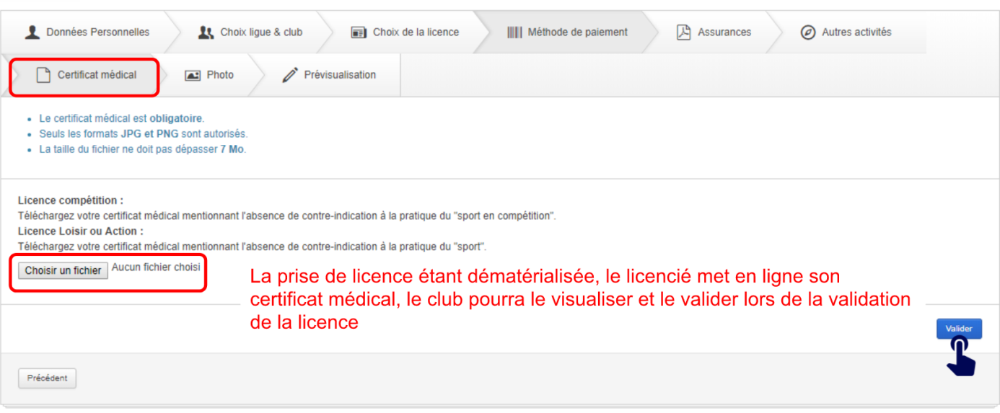 Données Personnelles
Choix ligue & club
Choix de la licence
Méthode de paiement
Assurances
Autres activités
Certificat médical
Photo
Prévisualisation
Le certificat médical est obligatoire.
Seuls les formats JPG et PNG sont autorisés.
La taille du fichier ne doit pas dépasser 7 Mo.
Licence compétition :
Téléchargez votre certificat médical mentionnant l'absence de contre-indication à la pratique du "sport en compétition".
Licence Loisir ou Action :
Téléchargez votre certificat médical mentionnant l'absence de contre-indication à la pratique du "sport".
Choisir un fichier Aucun fichier choisi
La prise de licence étant dématérialisée, le licencié met en ligne son
certificat médical, le club pourra le visualiser et le valider lors de la validation
de la licence
Valider
Précédent